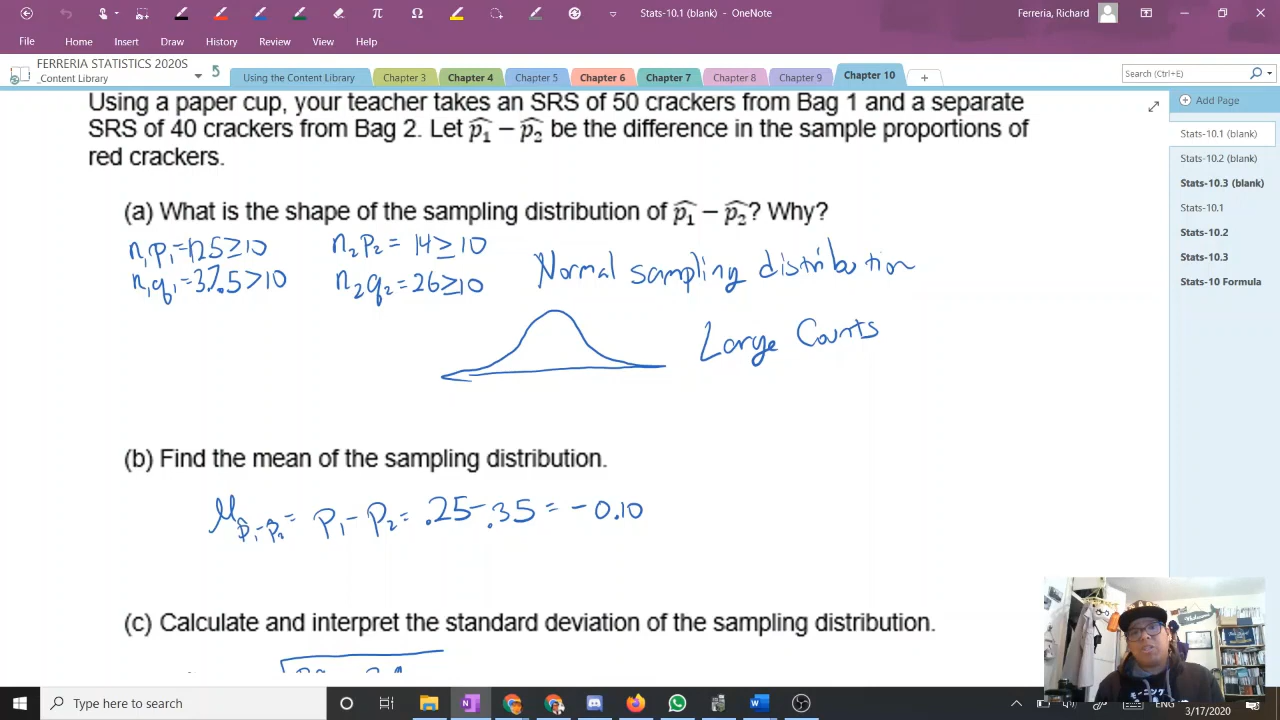 Stats-10.1 (blank) - OneNote
Ferreria, Richard
File Home Insert Draw History Review View Help
FERRERIA STATISTICS 2020S
_Content Library
Using the Content Library Chapter 3 Chapter 4 Chapter 5 Chapter 6 Chapter 7 Chapter 8 Chapter 9 Chapter 10
Search (Ctrl+E)
Using a paper cup, your teacher takes an SRS of 50 crackers from Bag 1 and a separate
SRS of 40 crackers from Bag 2. Let p̂₁ − p̂₂ be the difference in the sample proportions of
red crackers.
(a) What is the shape of the sampling distribution of p̂₁ − p̂₂? Why?
n₁p₁=12.5≥10 n₂p₂= 14≥10
n₁q₁=37.5>10 n₂q₂=26≥10
Normal sampling distribution
Large Counts
(b) Find the mean of the sampling distribution.
μp̂₁-p̂₂= p₁-p₂= .25-.35 = -0.10
(c) Calculate and interpret the standard deviation of the sampling distribution.
Add Page
Stats-10.1 (blank)
Stats-10.2 (blank)
Stats-10.3 (blank)
Stats-10.1
Stats-10.2
Stats-10.3
Stats-10 Formula
Type here to search
ENG
3/17/2020